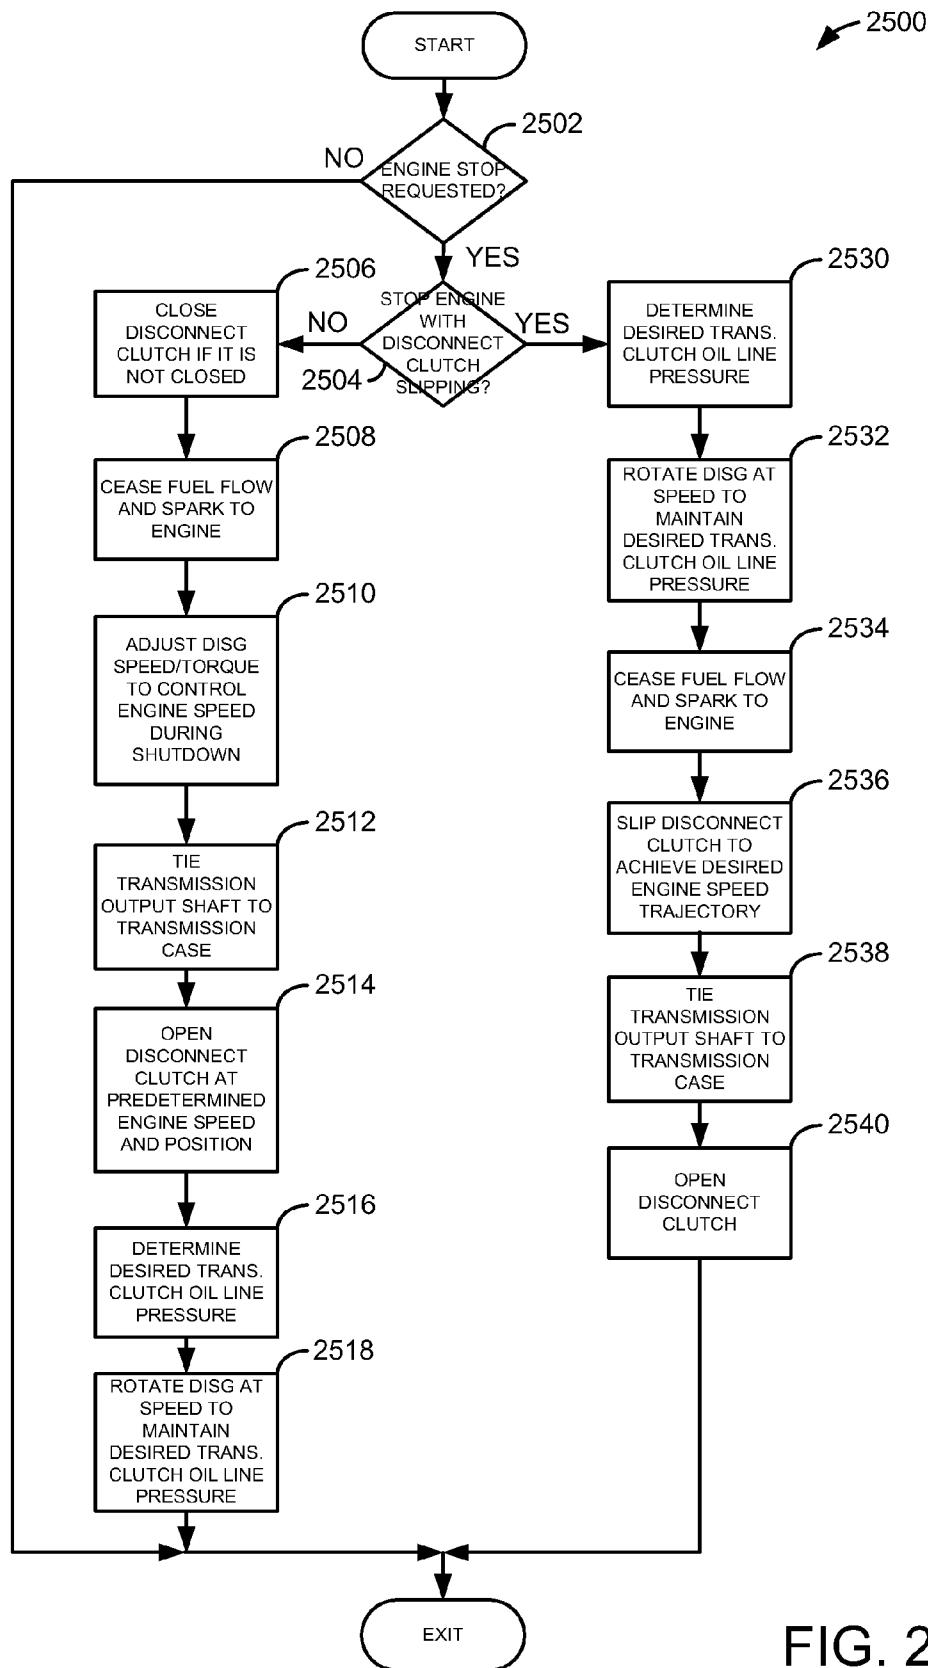 START
2500
2502
NO
ENGINE STOP
REQUESTED?
YES
2504
STOP ENGINE
WITH
DISCONNECT
CLUTCH
SLIPPING?
NO
YES
2506
CLOSE
DISCONNECT
CLUTCH IF IT IS
NOT CLOSED
2508
CEASE FUEL FLOW
AND SPARK TO
ENGINE
2510
ADJUST DISG
SPEED/TORQUE
TO CONTROL
ENGINE SPEED
DURING
SHUTDOWN
2512
TIE
TRANSMISSION
OUTPUT SHAFT TO
TRANSMISSION
CASE
2514
OPEN
DISCONNECT
CLUTCH AT
PREDETERMINED
ENGINE SPEED
AND POSITION
2516
DETERMINE
DESIRED TRANS.
CLUTCH OIL LINE
PRESSURE
2518
ROTATE DISG AT
SPEED TO
MAINTAIN
DESIRED TRANS.
CLUTCH OIL LINE
PRESSURE
2530
DETERMINE
DESIRED TRANS.
CLUTCH OIL LINE
PRESSURE
2532
ROTATE DISG AT
SPEED TO
MAINTAIN
DESIRED TRANS.
CLUTCH OIL LINE
PRESSURE
2534
CEASE FUEL FLOW
AND SPARK TO
ENGINE
2536
SLIP DISCONNECT
CLUTCH TO
ACHIEVE DESIRED
ENGINE SPEED
TRAJECTORY
2538
TIE
TRANSMISSION
OUTPUT SHAFT TO
TRANSMISSION
CASE
2540
OPEN
DISCONNECT
CLUTCH
EXIT
FIG. 2